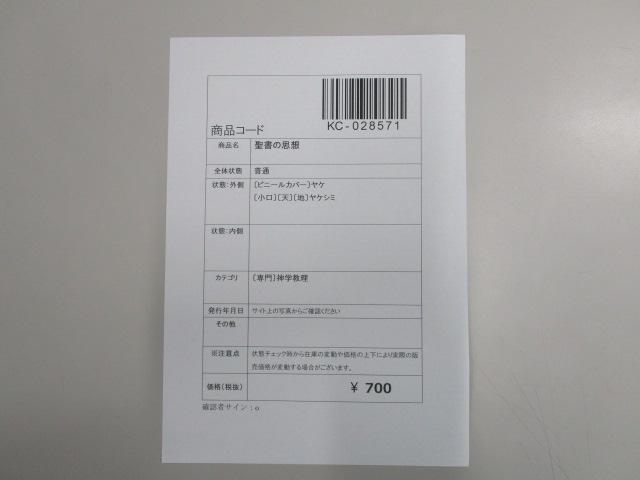 KC-028571
商品コード
商品名 聖書の思想
全体状態 普通
状態:外側 〔ビニールカバー〕ヤケ
〔小口〕〔天〕〔地〕ヤケシミ
状態:内側
カテゴリ 〔専門〕神学教理
発行年月日 サイト上の写真からご確認ください
その他
※注意点 状態チェック時から在庫の変動や価格の上下により実際の販
売価格が変動する場合がございます。
価格(税抜) ¥ 700
確認者サイン:o